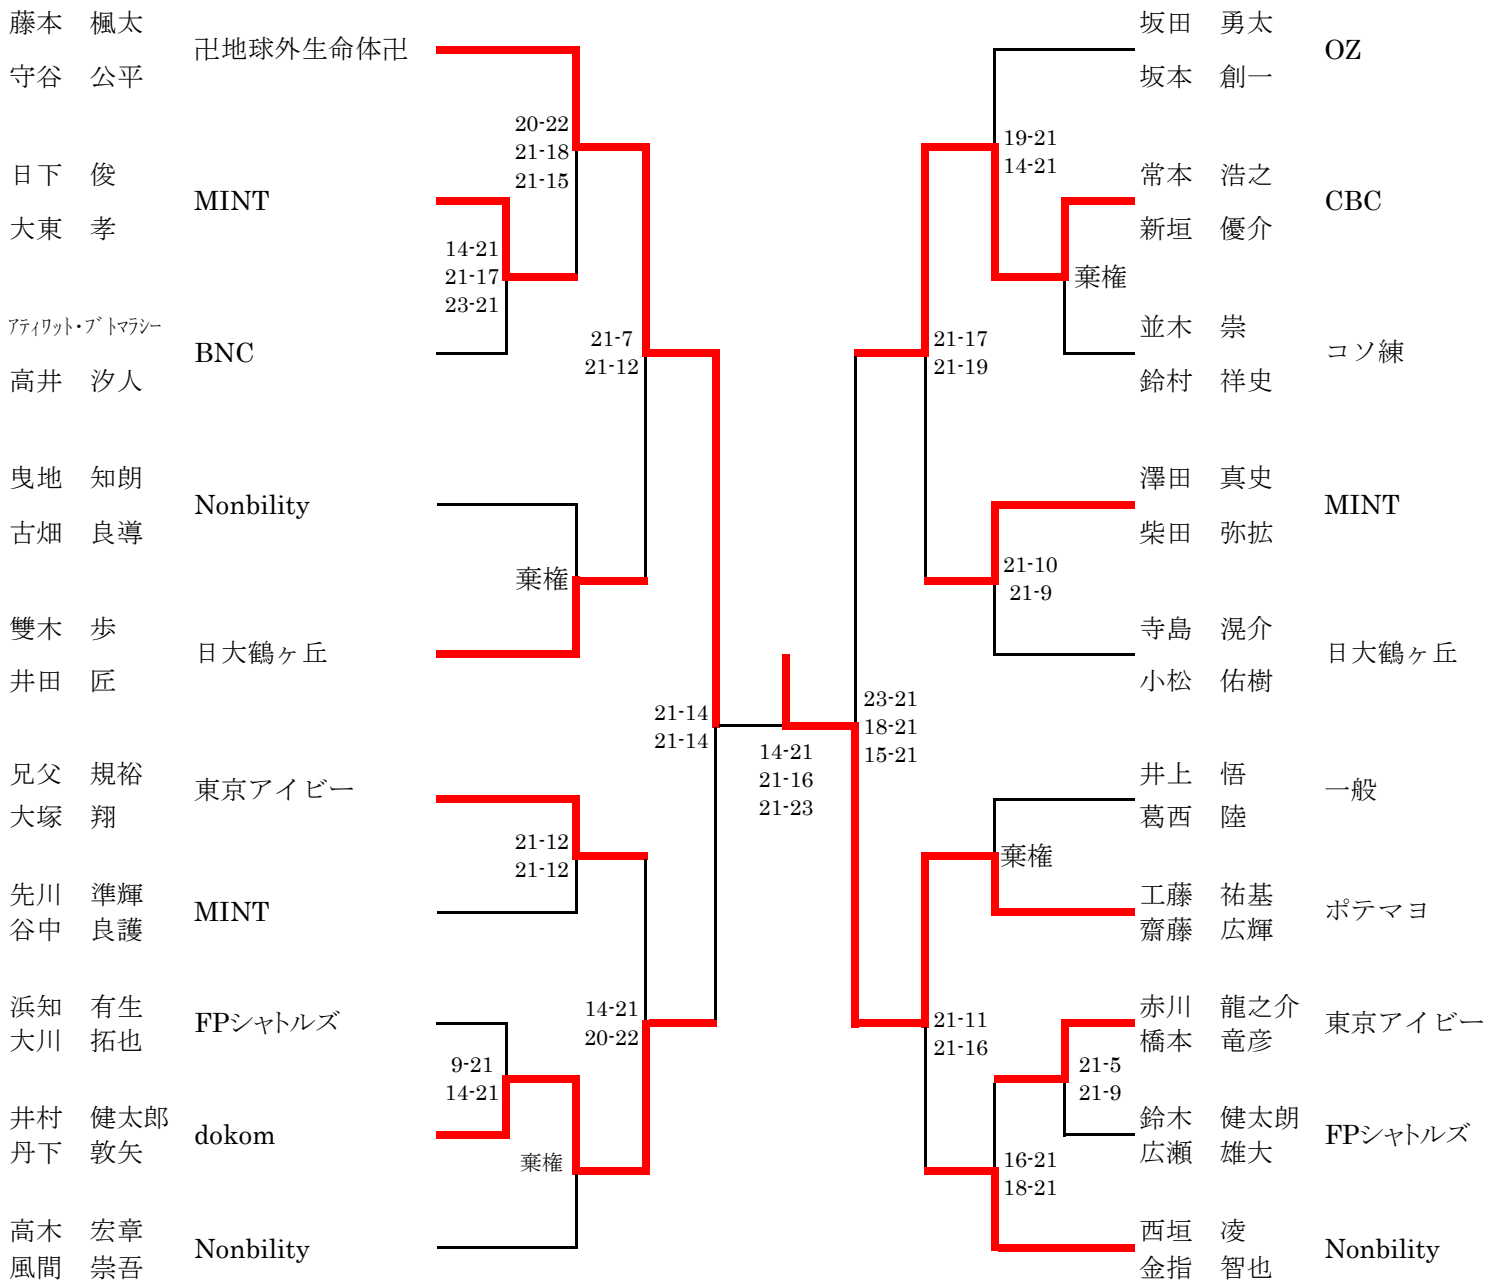 藤本　楓太
卍地球外生命体卍
守谷　公平
日下　俊
MINT
大東　孝
ｱﾃｨﾜｯﾄ・ﾌﾞﾄﾏﾗｼｰ
BNC
高井　汐人
曳地　知朗
Nonbility
古畑　良導
雙木　歩
日大鶴ヶ丘
井田　匠
兄父　規裕
東京アイビー
大塚　翔
先川　準輝
MINT
谷中　良護
浜知　有生
FPシャトルズ
大川　拓也
井村　健太郎
dokom
丹下　敦矢
高木　宏章
Nonbility
風間　崇吾
20-22
21-18
21-15
14-21
21-17
23-21
21-7
21-12
棄権
21-14
21-14
21-12
21-12
14-21
20-22
9-21
14-21
棄権
14-21
21-16
21-23
19-21
14-21
棄権
21-17
21-19
21-10
21-9
23-21
18-21
15-21
棄権
21-11
21-16
21-5
21-9
16-21
18-21
坂田　勇太
OZ
坂本　創一
常本　浩之
CBC
新垣　優介
並木　崇
コソ練
鈴村　祥史
澤田　真史
MINT
柴田　弥拡
寺島　滉介
日大鶴ヶ丘
小松　佑樹
井上　悟
一般
葛西　陸
工藤　祐基
ポテマヨ
齋藤　広輝
赤川　龍之介
東京アイビー
橋本　竜彦
鈴木　健太朗
FPシャトルズ
広瀬　雄大
西垣　凌
Nonbility
金指　智也